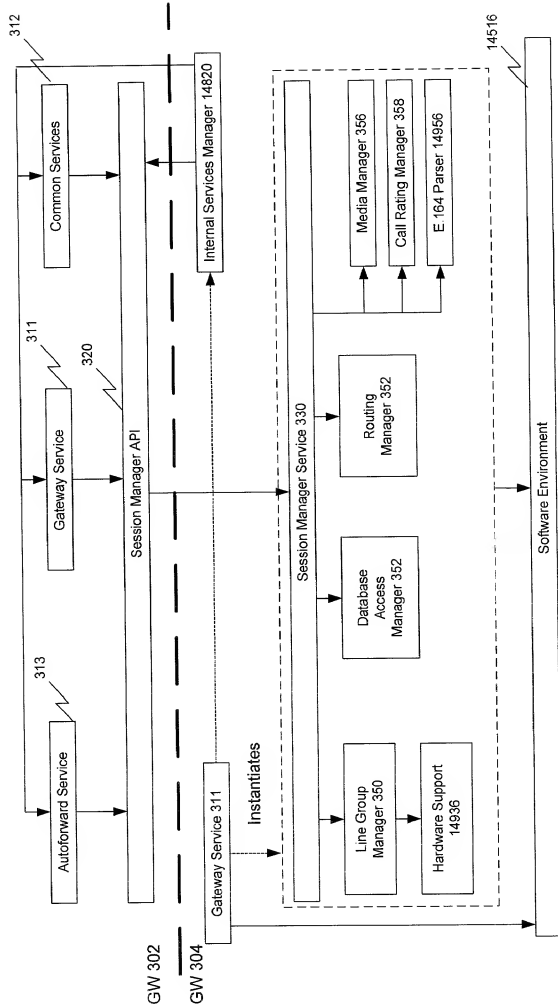 313
Autoforward Service
311
Gateway Service
312
Common Services
320
Session Manager API
GW 302
GW 304
Gateway Service 311
Internal Services Manager 14820
Instantiates
Session Manager Service 330
Line Group
Manager 350
Hardware Support
14936
Database
Access
Manager 352
Routing
Manager 352
Media Manager 356
Call Rating Manager 358
E.164 Parser 14956
14516
Software Environment